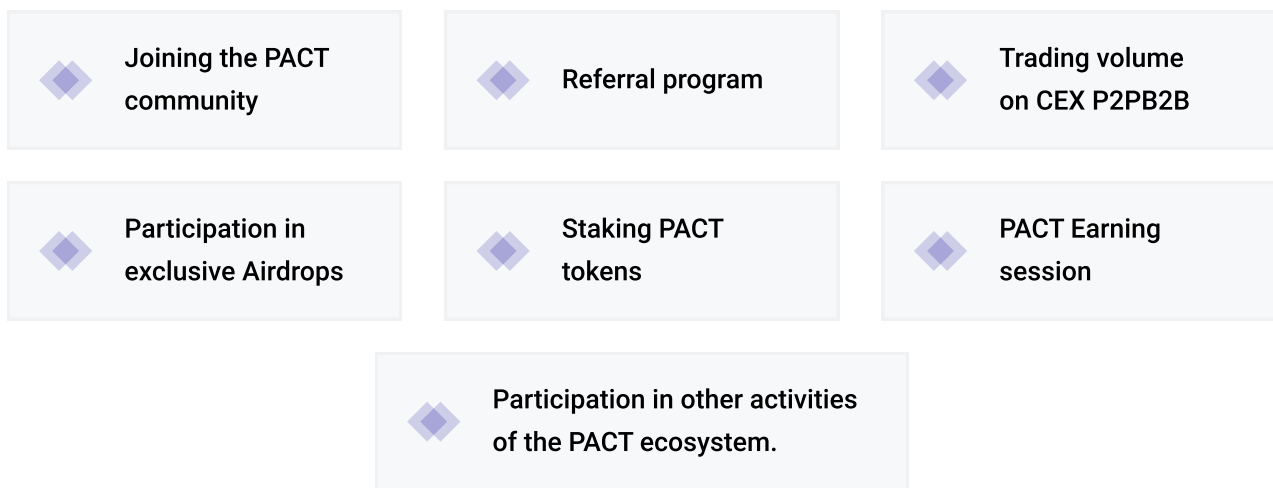 Joining the PACT
community
Referral program
Trading volume
on CEX P2PB2B
Participation in
exclusive Airdrops
Staking PACT
tokens
PACT Earning
session
Participation in other activities
of the PACT ecosystem.